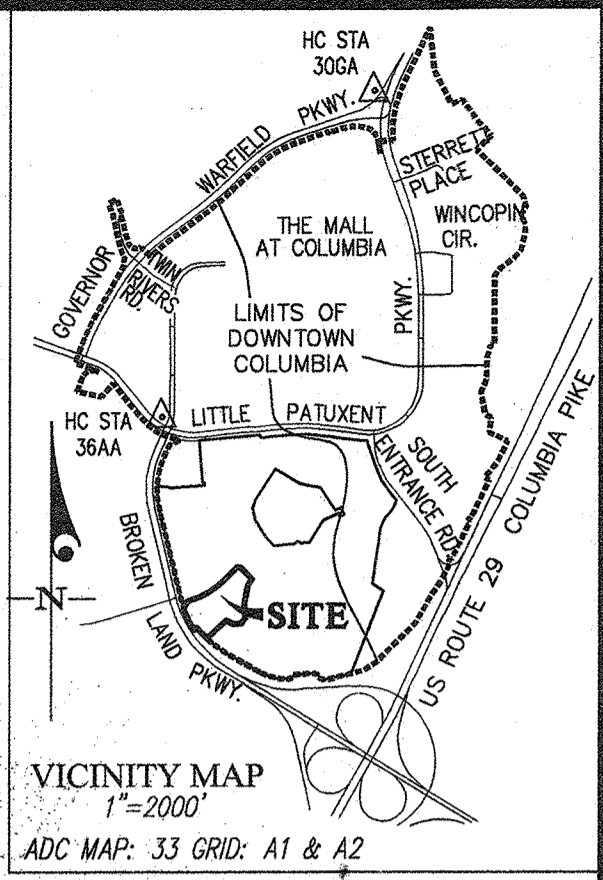 HC STA
30GA
WARFIELD PKWY.
STERRETT
PLACE
WINCOPIN
CIR.
THE MALL
AT COLUMBIA
GOVERNOR
TWIN
RIVERS
RD.
PKWY.
LIMITS OF
DOWNTOWN
COLUMBIA
HC STA
36AA
LITTLE PATUXENT
SOUTH
ENTRANCE RD.
US ROUTE 29 COLUMBIA PIKE
BROKEN
LAND
PKWY.
N
SITE
VICINITY MAP
1"=2000'
ADC MAP: 33 GRID: A1 & A2